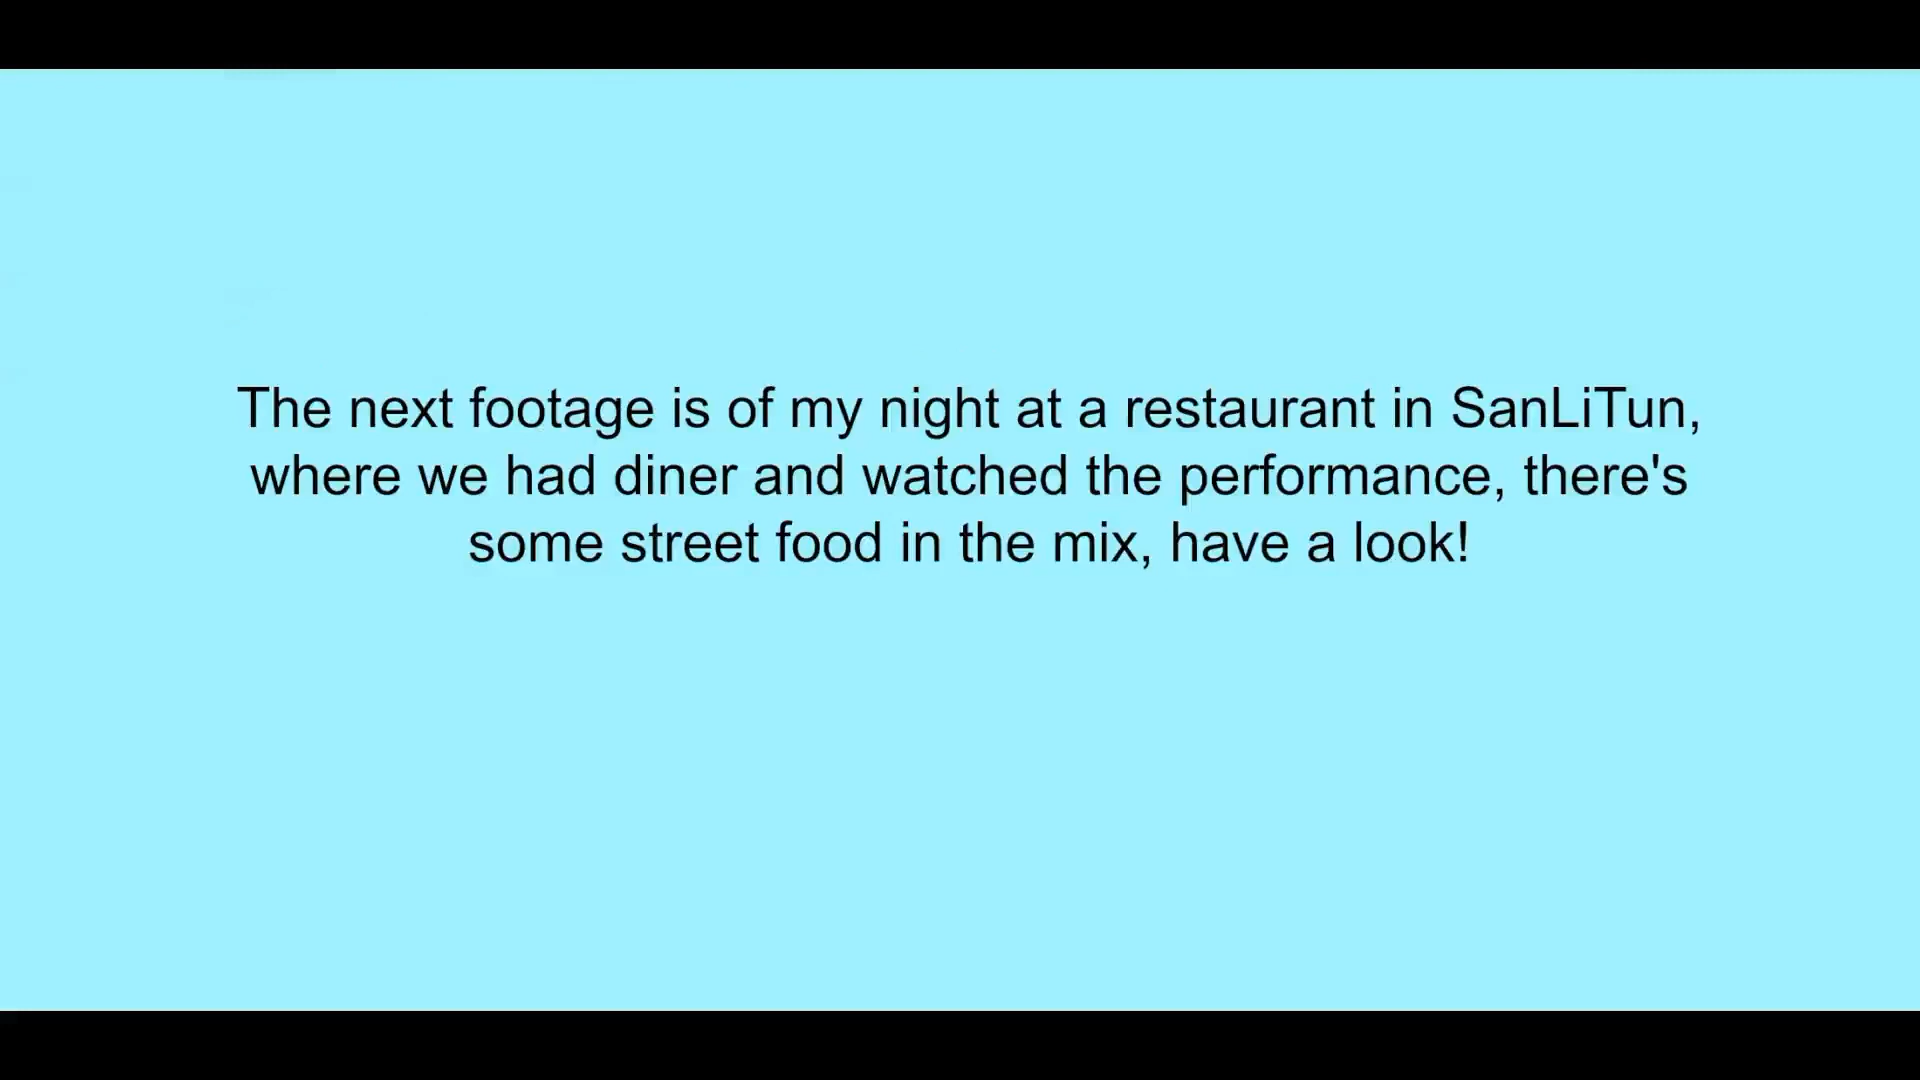 The next footage is of my night at a restaurant in SanLiTun,
where we had diner and watched the performance, there's
some street food in the mix, have a look!